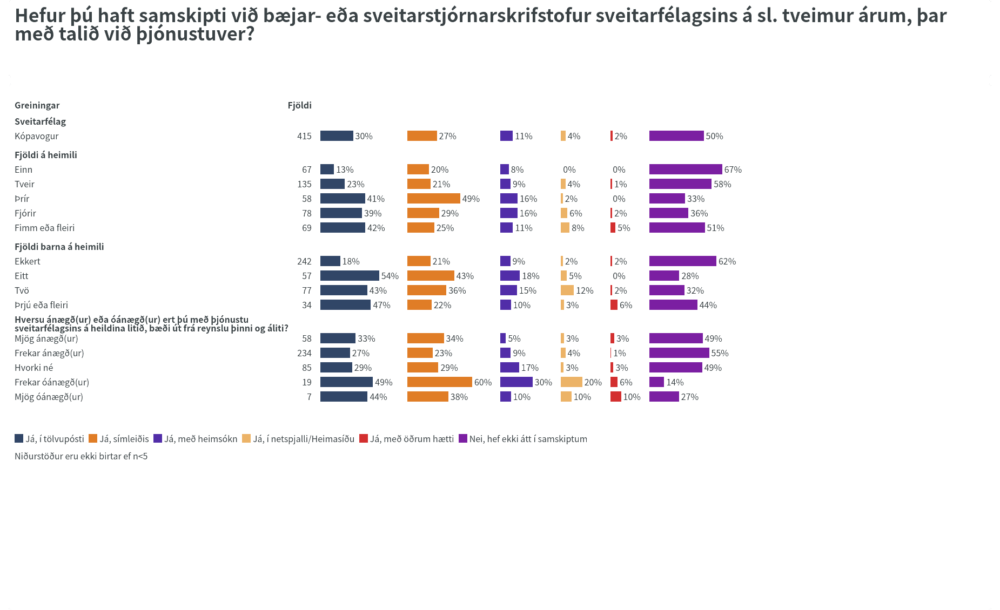 Hefur þú haft samskipti við bæjar- eða sveitarstjórnarskrifstofur sveitarfélagsins á sl. tveimur árum, þar
með talið við þjónustuver?
Greiningar Fjöldi
Sveitarfélag
Kópavogur 415 30% 27% 11% 4% 2% 50%
Fjöldi á heimili
Einn 67 13% 20% 8% 0% 0% 67%
Tveir 135 23% 21% 9% 4% 1% 58%
Þrír 58 41% 49% 16% 2% 0% 33%
Fjórir 78 39% 29% 16% 6% 2% 36%
Fimm eða fleiri 69 42% 25% 11% 8% 5% 51%
Fjöldi barna á heimili
Ekkert 242 18% 21% 9% 2% 2% 62%
Eitt 57 54% 43% 18% 5% 0% 28%
Tvö 77 43% 36% 15% 12% 2% 32%
Þrjú eða fleiri 34 47% 22% 10% 3% 6% 44%
Hversu ánægð(ur) eða óánægð(ur) ert þú með þjónustu
sveitarfélagsins á heildina litið, bæði út frá reynslu þinni og áliti?
Mjög ánægð(ur) 58 33% 34% 5% 3% 3% 49%
Frekar ánægð(ur) 234 27% 23% 9% 4% 1% 55%
Hvorki né 85 29% 29% 17% 3% 3% 49%
Frekar óánægð(ur) 19 49% 60% 30% 20% 6% 14%
Mjög óánægð(ur) 7 44% 38% 10% 10% 10% 27%
Já, í tölvupósti Já, símleiðis Já, með heimsókn Já, í netspjalli/Heimasíðu Já, með öðrum hætti Nei, hef ekki átt í samskiptum
Niðurstöður eru ekki birtar ef n<5